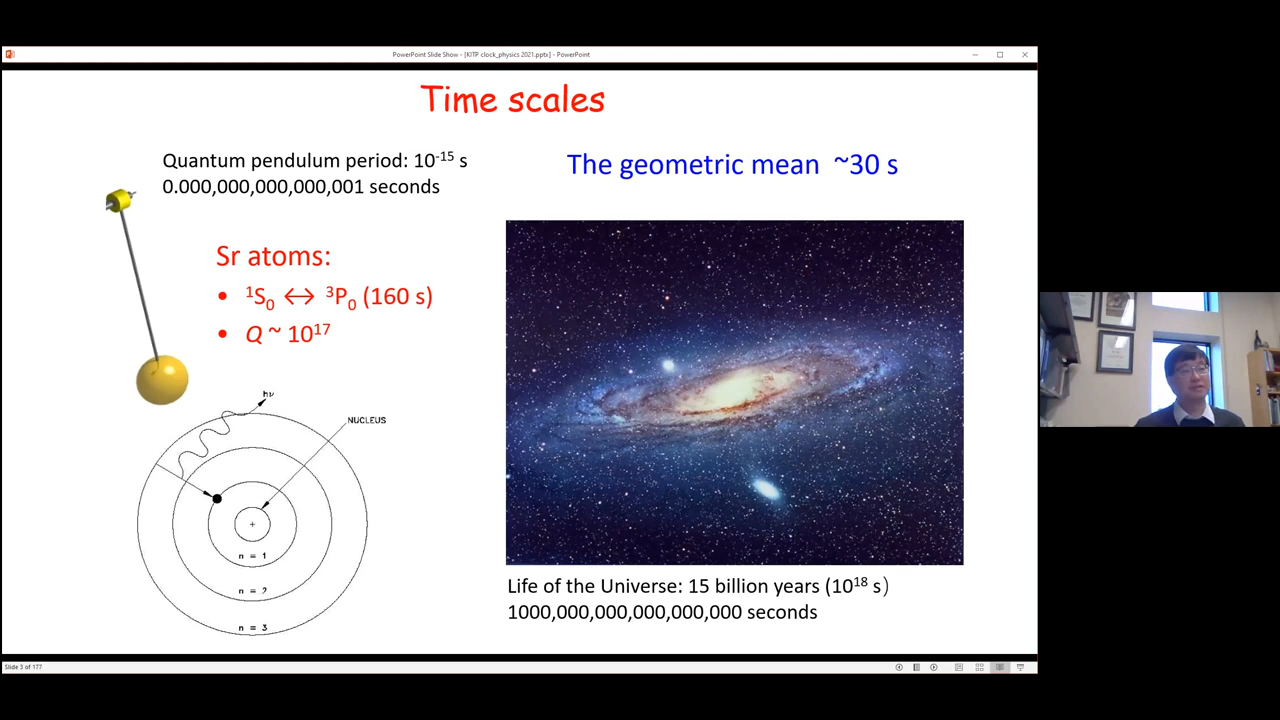 PowerPoint Slide Show - [KITP clock_physics 2021.pptx] - PowerPoint
Time scales
Quantum pendulum period: 10⁻¹⁵ s
0.000,000,000,000,001 seconds
The geometric mean ~30 s
Sr atoms:
• ¹S₀ ↔ ³P₀ (160 s)
• Q ~ 10¹⁷
hν
NUCLEUS
n = 1
n = 2
n = 3
Life of the Universe: 15 billion years (10¹⁸ s)
1000,000,000,000,000,000 seconds
Slide 3 of 177